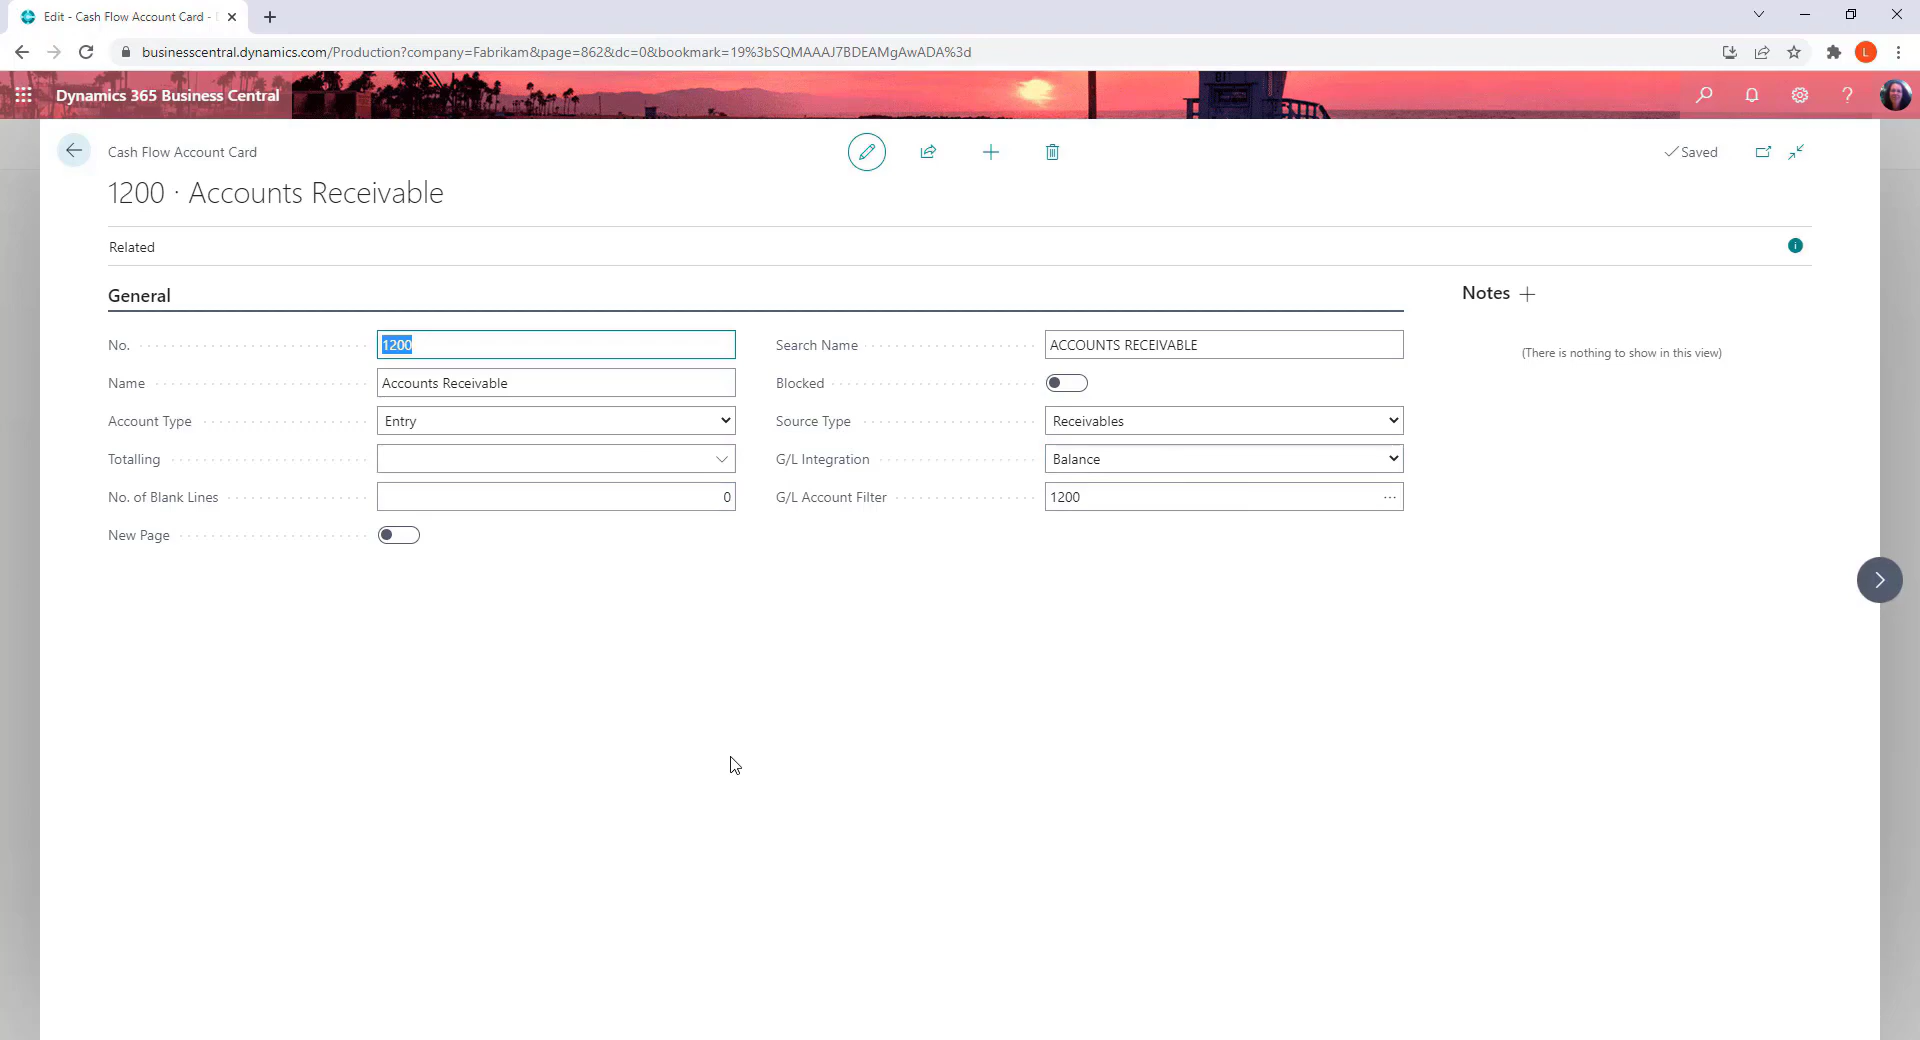 Edit - Cash Flow Account Card -
businesscentral.dynamics.com/Production?company=Fabrikam&page=862&dc=0&bookmark=19%3bSQMAAAJ7BDEAMgAwADA%3d
L
Dynamics 365 Business Central
Cash Flow Account Card
Saved
1200 · Accounts Receivable
Related
General
Notes
No. 1200
Search Name ACCOUNTS RECEIVABLE
(There is nothing to show in this view)
Name Accounts Receivable
Blocked
Account Type Entry
Source Type Receivables
Totalling
G/L Integration Balance
No. of Blank Lines 0
G/L Account Filter 1200
New Page